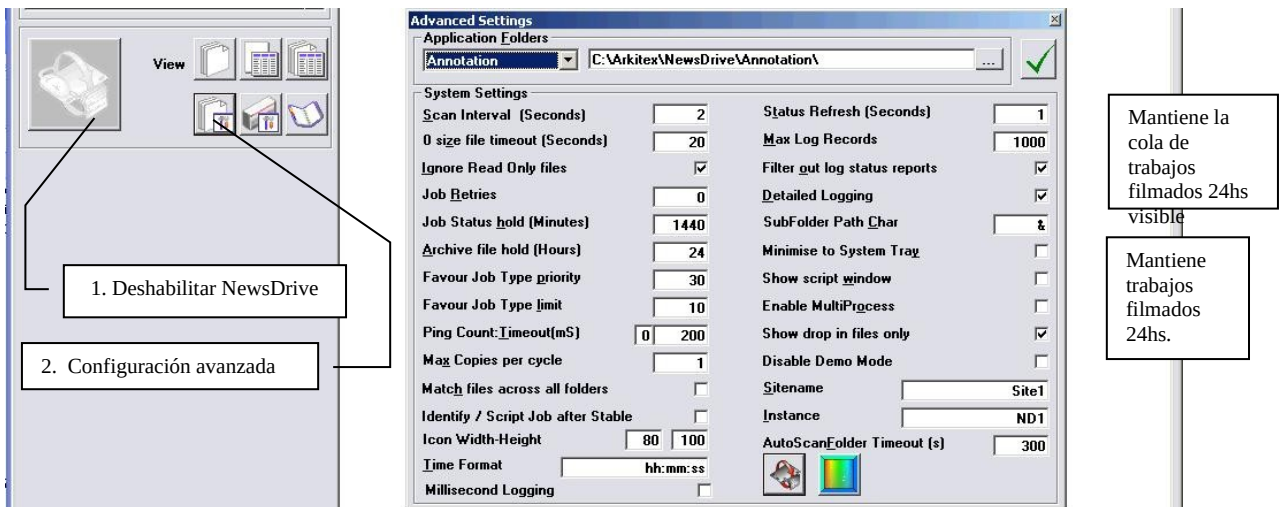 View
1. Deshabilitar NewsDrive
2. Configuración avanzada
Advanced Settings
Application Folders
Annotation C:\Arkitex\NewsDrive\Annotation\ ...
System Settings
Scan Interval (Seconds) 2
0 size file timeout (Seconds) 20
Ignore Read Only files
Job Retries 0
Job Status hold (Minutes) 1440
Archive file hold (Hours) 24
Favour Job Type priority 30
Favour Job Type limit 10
Ping Count:Timeout(mS) 0 200
Max Copies per cycle 1
Match files across all folders
Identify / Script Job after Stable
Icon Width-Height 80 100
Time Format hh:mm:ss
Millisecond Logging
Status Refresh (Seconds) 1
Max Log Records 1000
Filter out log status reports
Detailed Logging
SubFolder Path Char &
Minimise to System Tray
Show script window
Enable MultiProcess
Show drop in files only
Disable Demo Mode
Sitename Site1
Instance ND1
AutoScanFolder Timeout (s) 300
Mantiene la
cola de
trabajos
filmados 24hs
visible
Mantiene
trabajos
filmados
24hs.